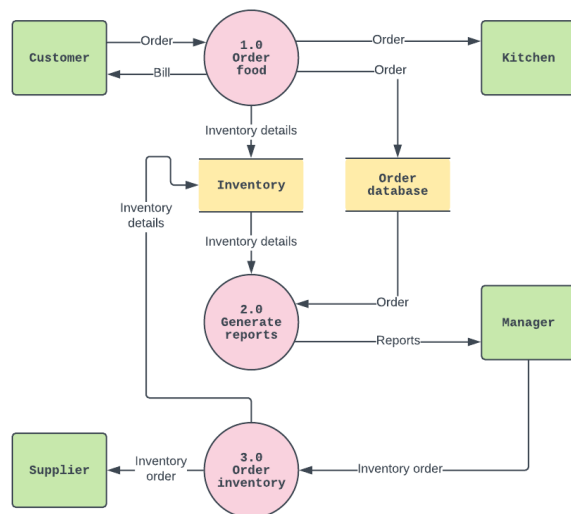 Customer
Order
Bill
1.0
Order
food
Order
Order
Kitchen
Inventory details
Inventory
details
Inventory
Order
database
Inventory details
2.0
Generate
reports
Order
Reports
Manager
Supplier
Inventory
order
3.0
Order
inventory
Inventory order